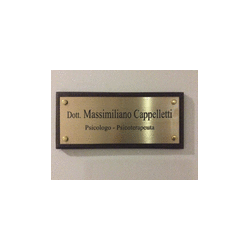 Dott. Massimiliano Cappelletti
Psicologo - Psicoterapeuta